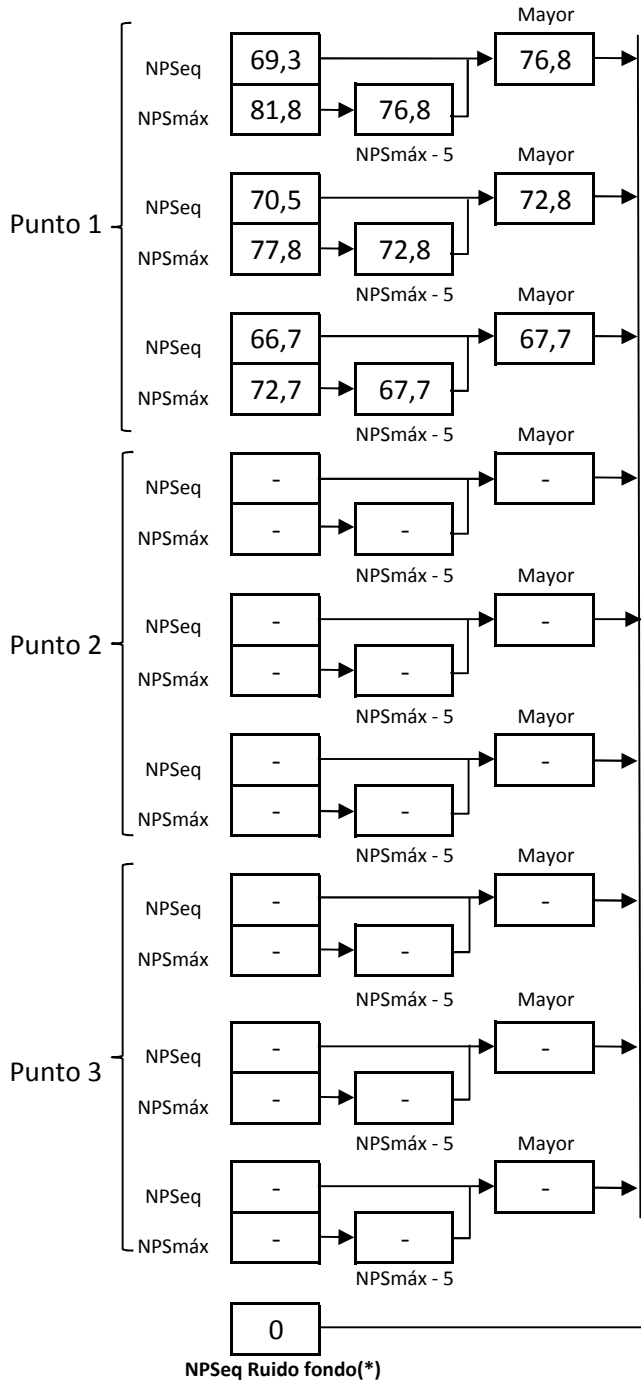 Mayor
NPSeq 69,3 76,8
NPSmáx 81,8 76,8
NPSmáx - 5 Mayor
NPSeq 70,5 72,8
Punto 1
NPSmáx 77,8 72,8
NPSmáx - 5 Mayor
NPSeq 66,7 67,7
NPSmáx 72,7 67,7
NPSmáx - 5 Mayor
NPSeq - -
NPSmáx - -
NPSmáx - 5 Mayor
NPSeq - -
Punto 2
NPSmáx - -
NPSmáx - 5 Mayor
NPSeq - -
NPSmáx - -
NPSmáx - 5 Mayor
NPSeq - -
NPSmáx - -
NPSmáx - 5 Mayor
NPSeq - -
Punto 3
NPSmáx - -
NPSmáx - 5 Mayor
NPSeq - -
NPSmáx - -
NPSmáx - 5
0
NPSeq Ruido fondo(*)